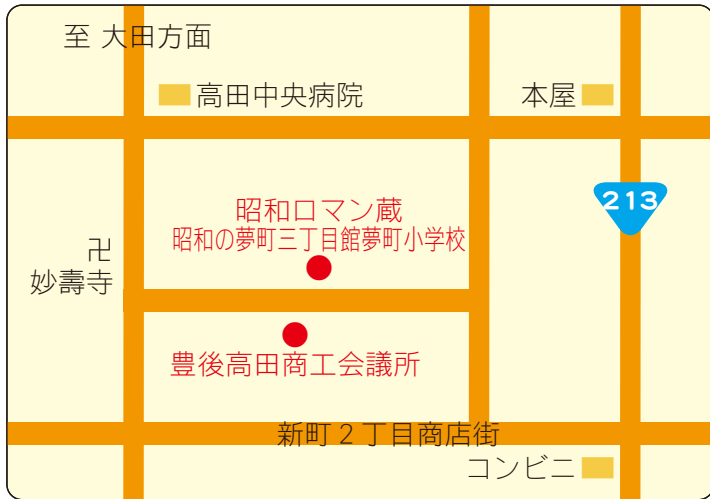 至 大田方面
高田中央病院
本屋
213
昭和ロマン蔵
昭和の夢町三丁目館夢町小学校
卍
妙壽寺
豊後高田商工会議所
新町２丁目商店街
コンビニ